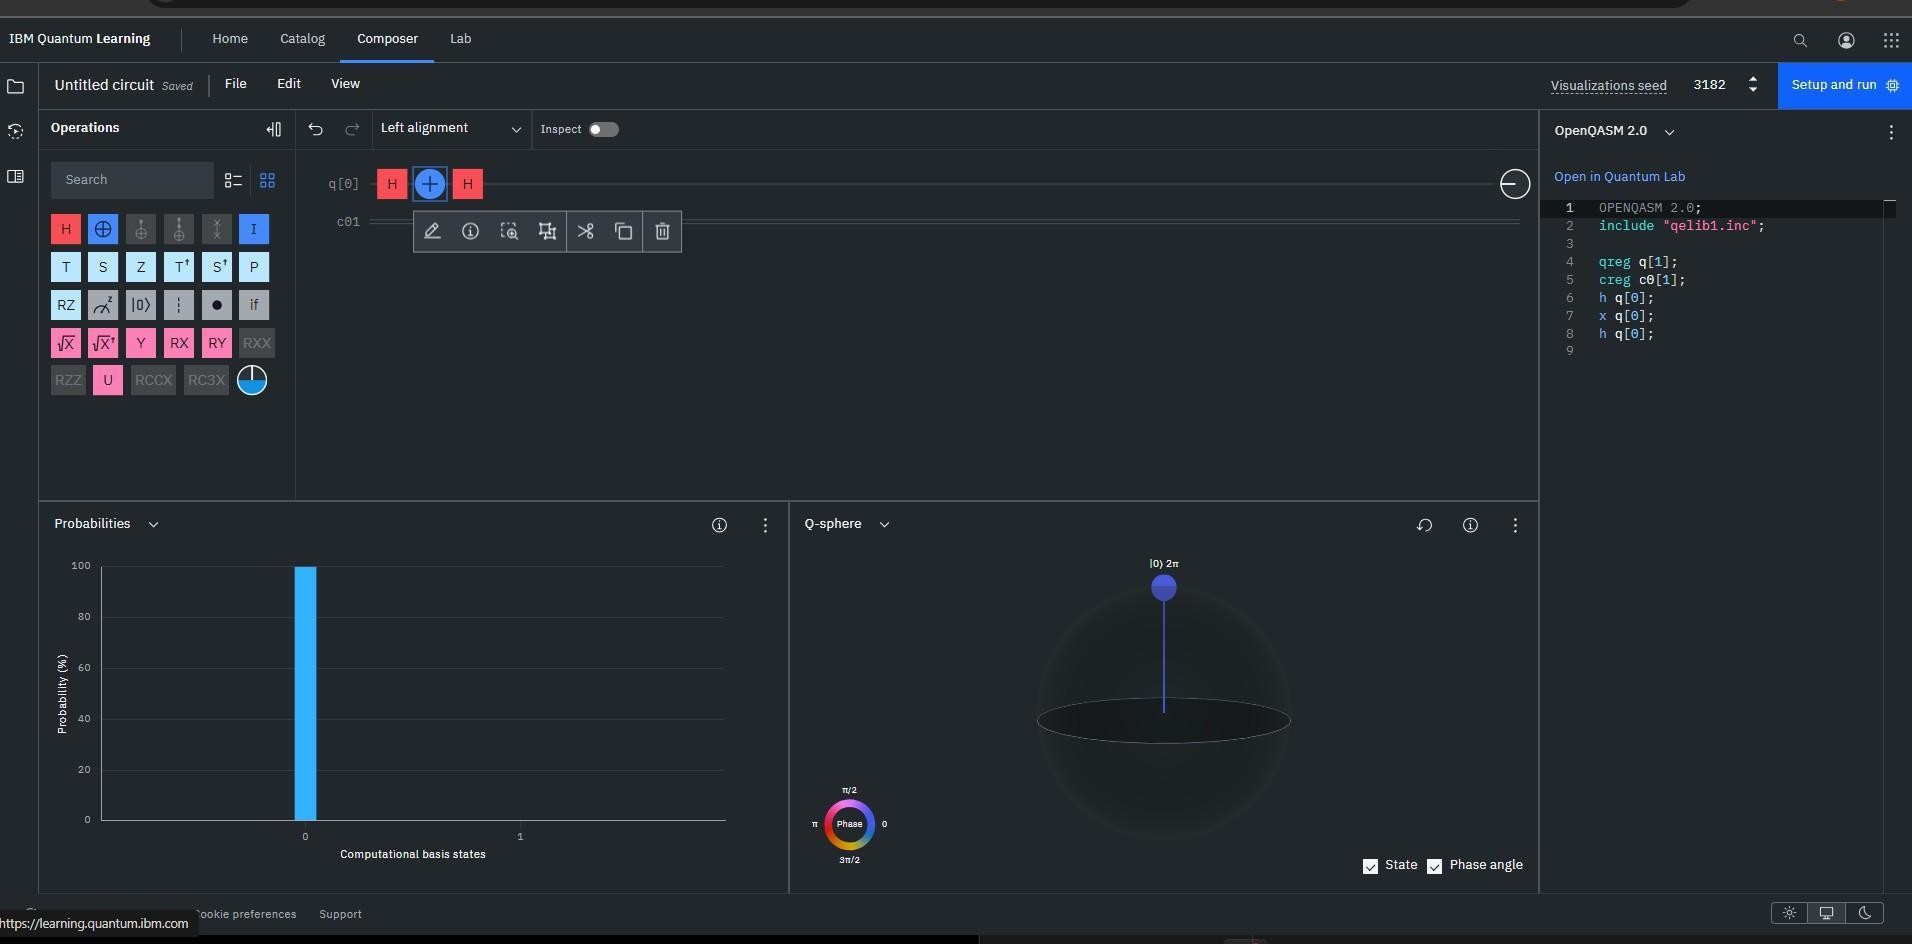 IBM Quantum Learning
Home
Catalog
Composer
Lab
Untitled circuit Saved
File
Edit
View
Visualizations seed
3182
Setup and run
Operations
Left alignment
Inspect
OpenQASM 2.0
Search
Open in Quantum Lab
H
I
T
S
Z
T†
S†
P
RZ
z
|0⟩
if
√X
√X†
Y
RX
RY
RXX
RZZ
U
RCCX
RC3X
q[0]
H
H
c01
1 OPENQASM 2.0;
2 include "qelib1.inc";
3
4 qreg q[1];
5 creg c0[1];
6 h q[0];
7 x q[0];
8 h q[0];
9
Probabilities
100
80
60
40
20
0
Probability (%)
0
1
Computational basis states
Q-sphere
|0⟩ 2π
π/2
π
Phase
0
3π/2
State
Phase angle
https://learning.quantum.ibm.com
ookie preferences
Support